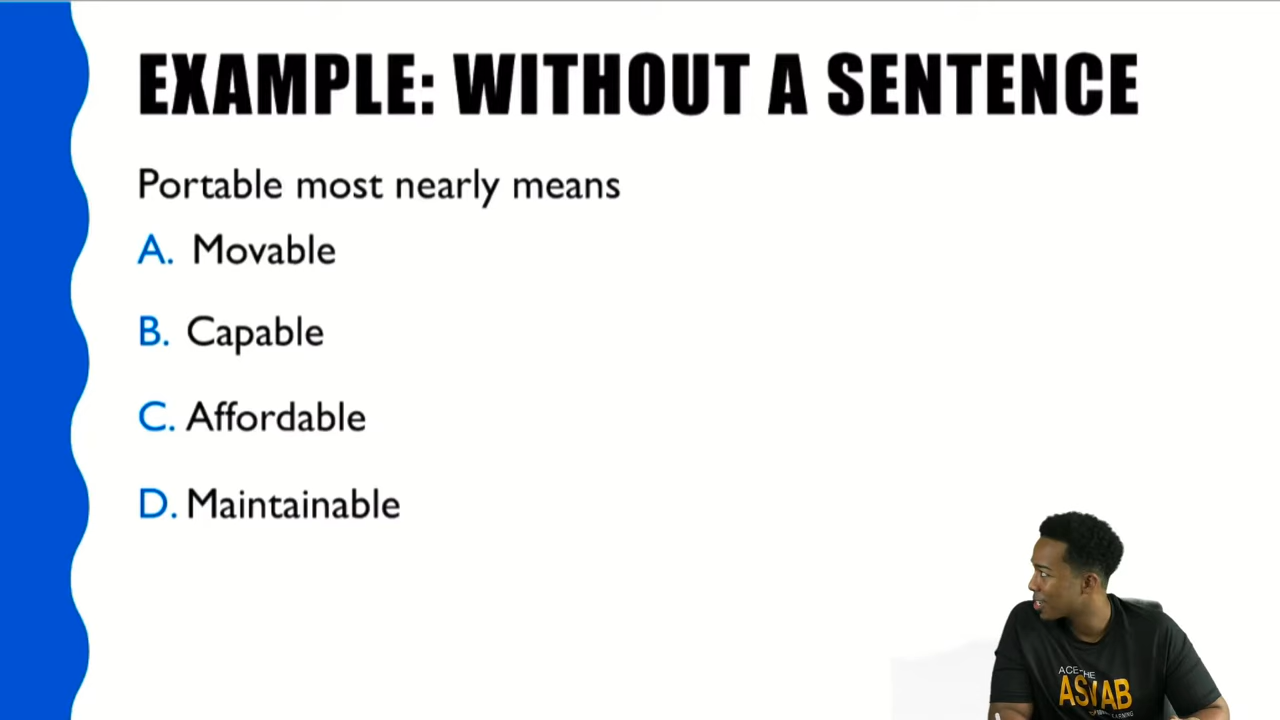 EXAMPLE: WITHOUT A SENTENCE
Portable most nearly means
A. Movable
B. Capable
C. Affordable
D. Maintainable
ACE THE
ASVAB